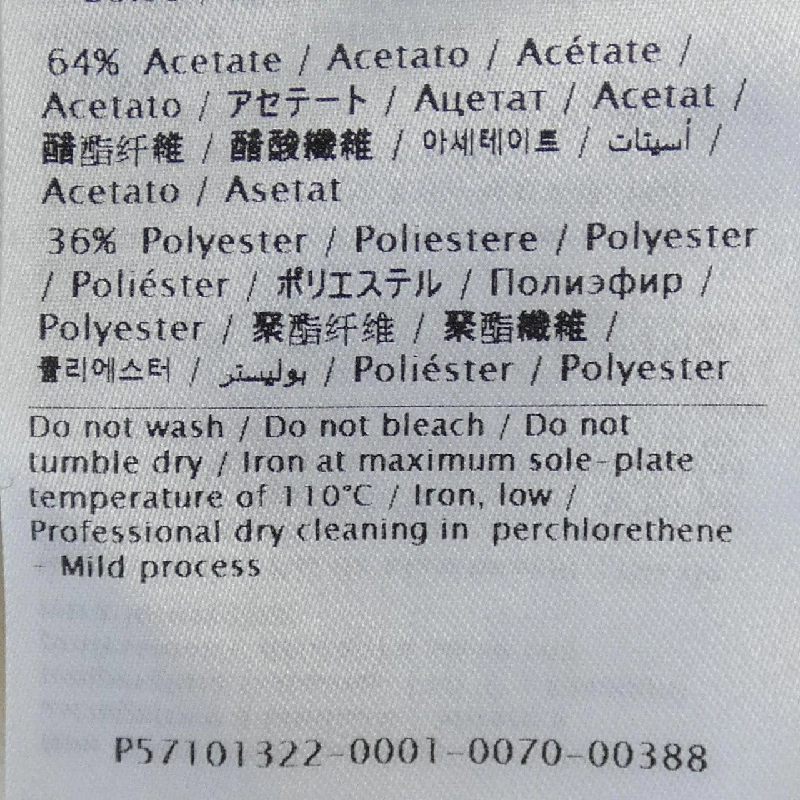 64% Acetate / Acetato / Acétate /
Acetato / アセテート / Ацетат / Acetat /
醋酯纤維 / 醋酸纖維 / 아세테이트 / أسيتات /
Acetato / Asetat
36% Polyester / Poliestere / Polyester
/ Poliéster / ポリエステル / Полиэфир /
Polyester / 聚酯纤维 / 聚酯纖維 /
폴리에스터 / بوليستر / Poliéster / Polyester
Do not wash / Do not bleach / Do not
tumble dry / Iron at maximum sole-plate
temperature of 110°C / Iron, low /
Professional dry cleaning in perchlorethene
- Mild process
P57101322-0001-0070-00388